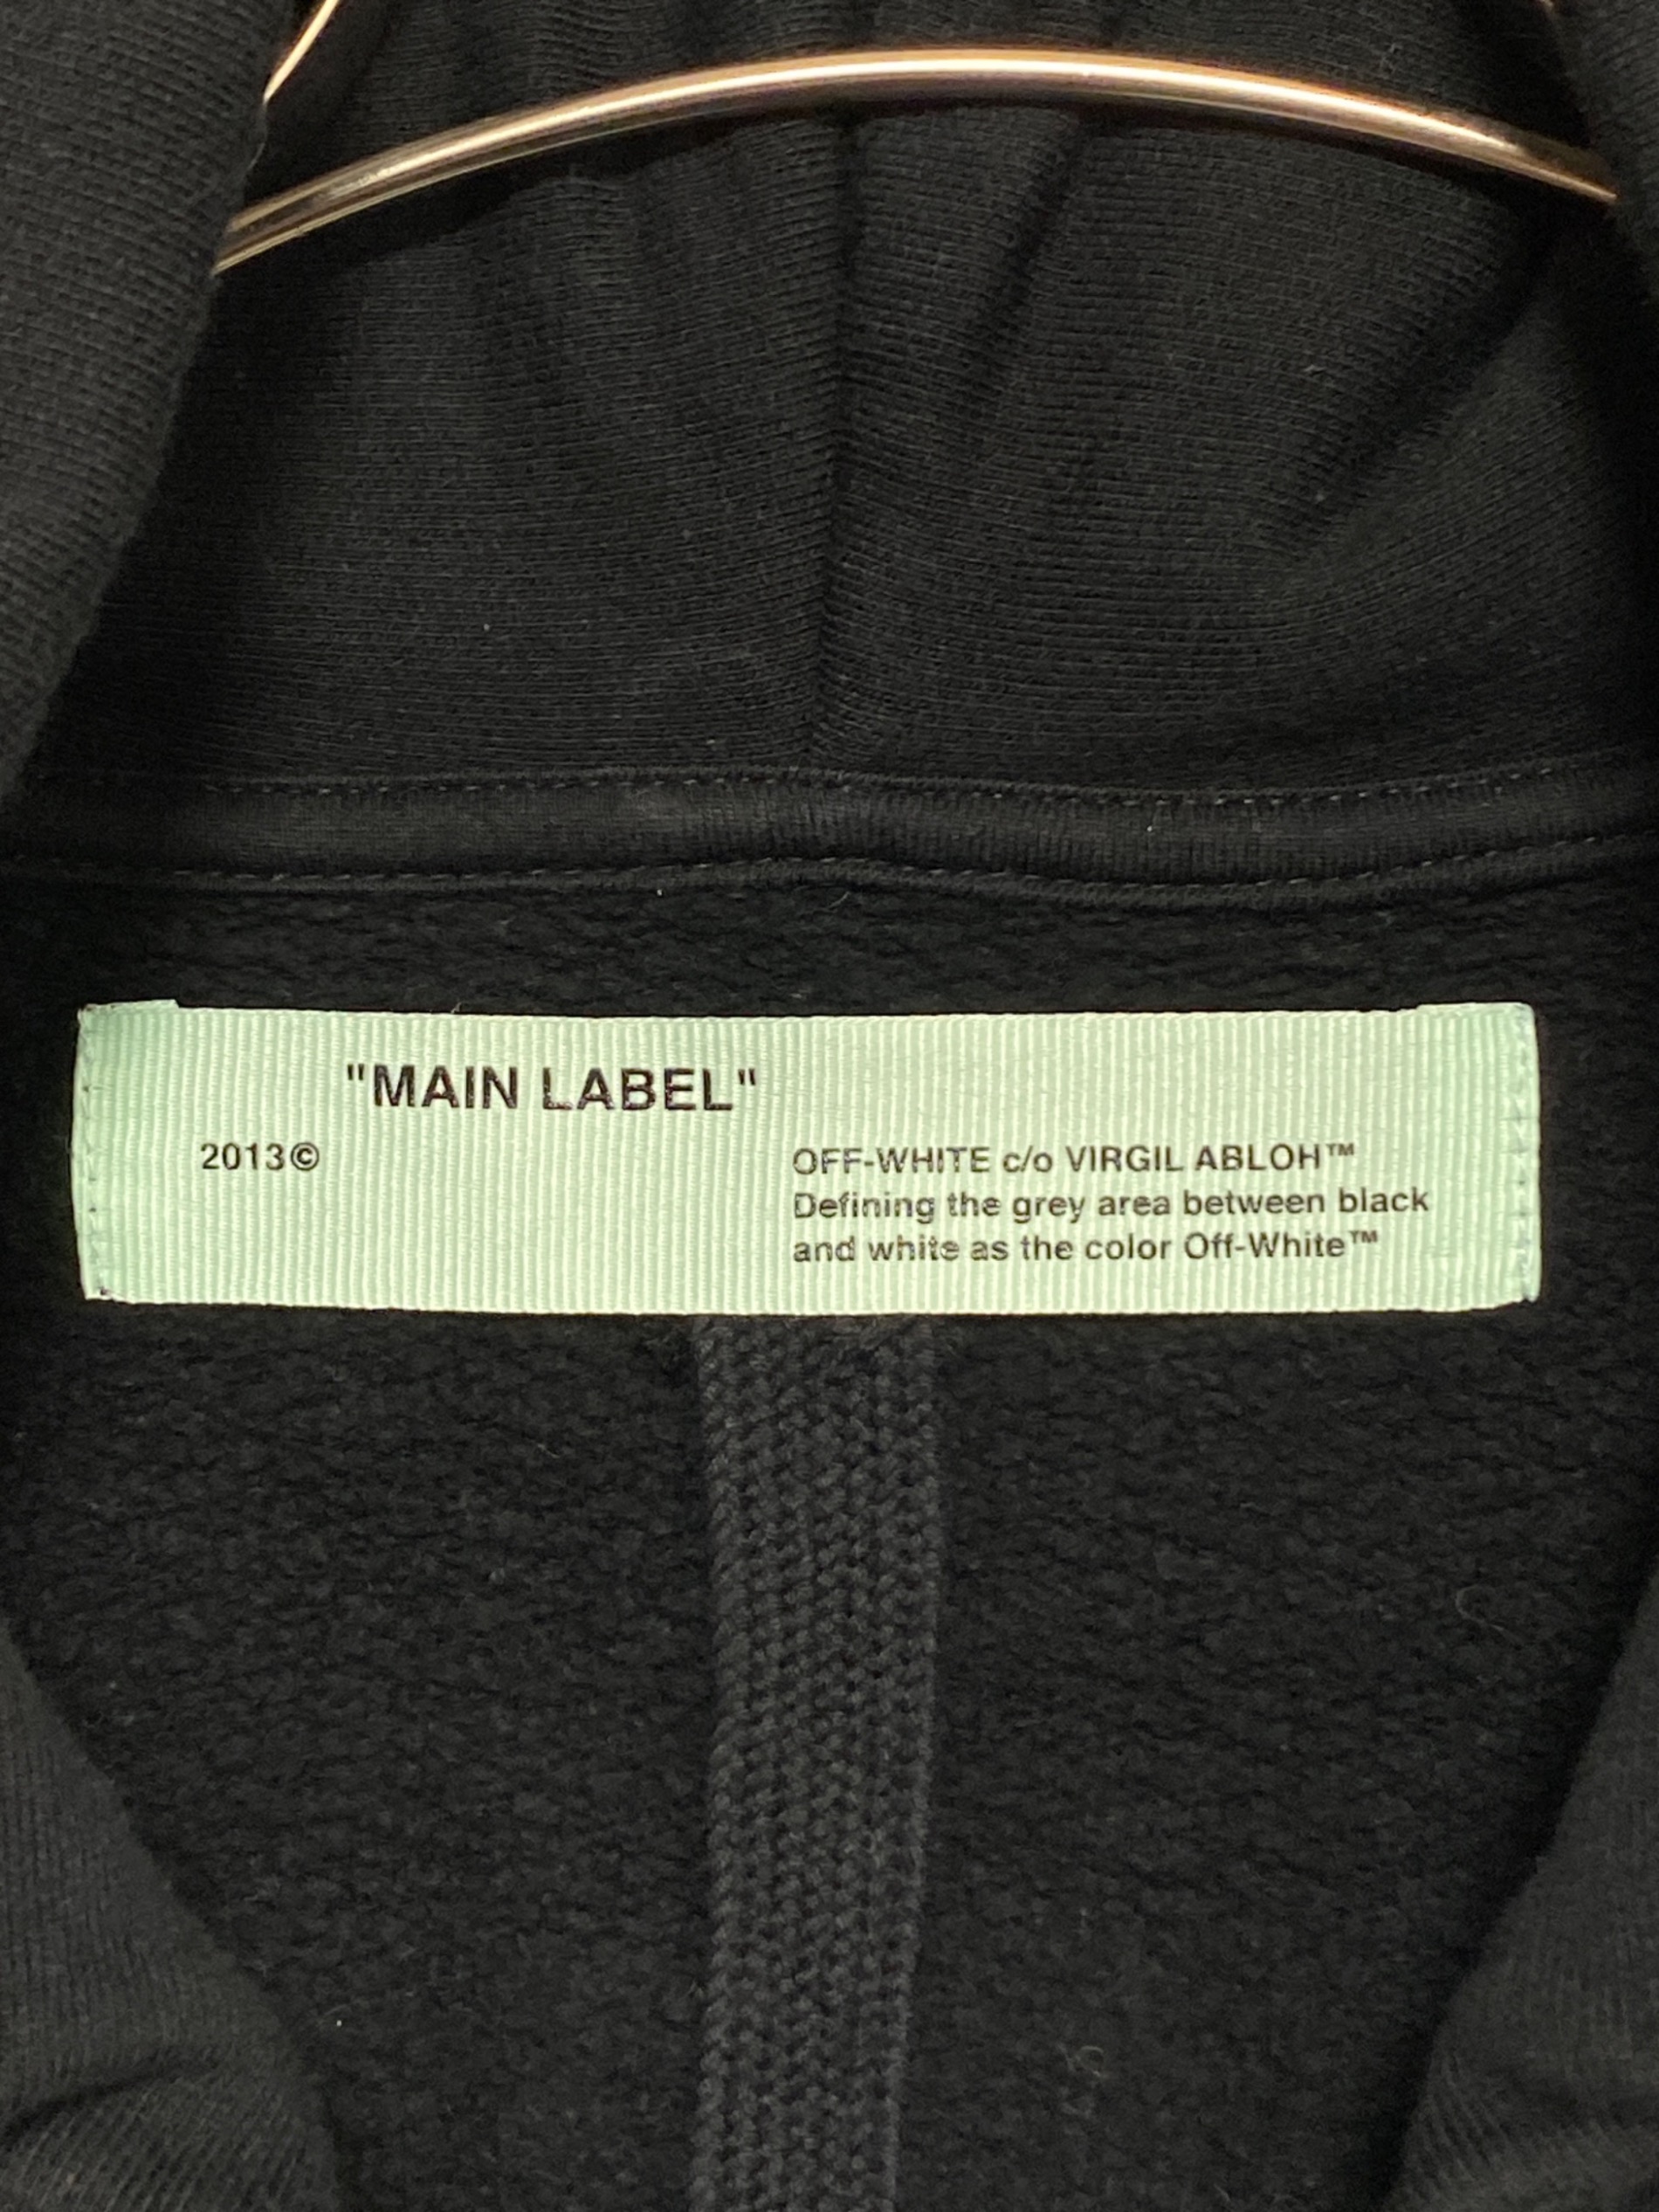 "MAIN LABEL"
2013©
OFF-WHITE c/o VIRGIL ABLOH™
Defining the grey area between black
and white as the color Off-White™